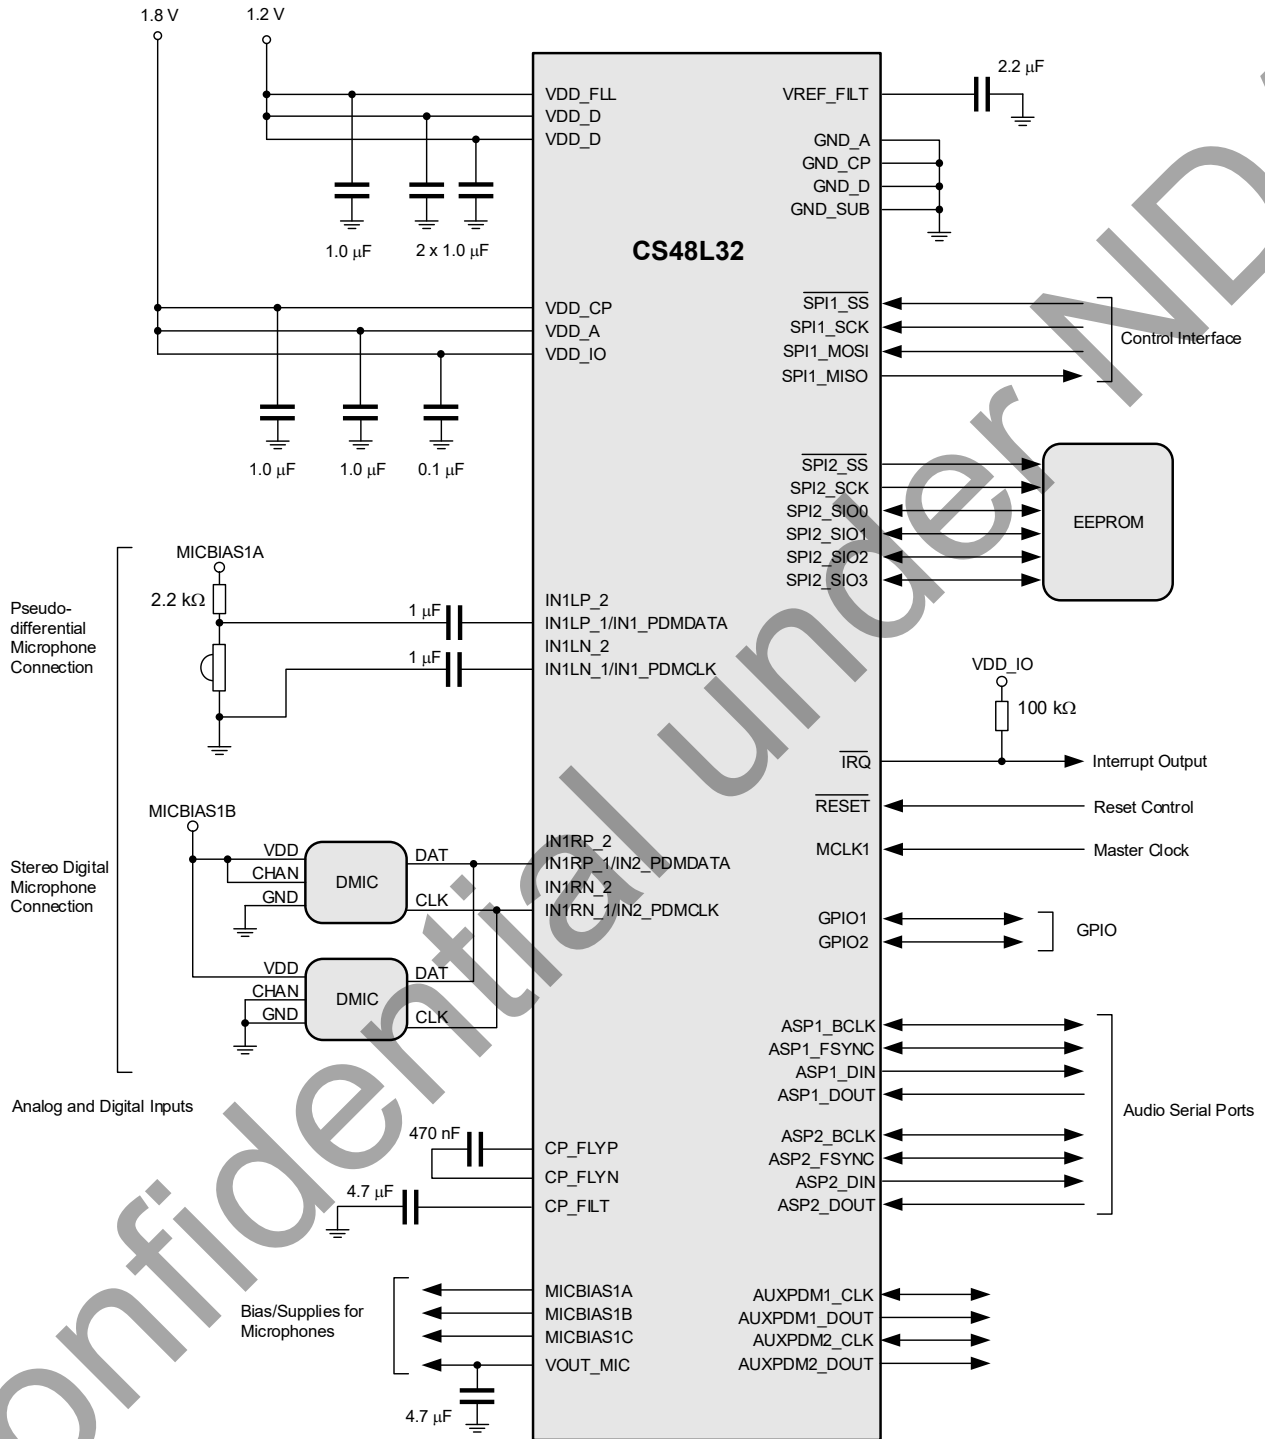 1.8 V
1.2 V
VDD_FLL
VDD_D
VDD_D
1.0 µF
2 x 1.0 µF
VDD_CP
VDD_A
VDD_IO
1.0 µF
1.0 µF
0.1 µF
CS48L32
VREF_FILT
2.2 µF
GND_A
GND_CP
GND_D
GND_SUB
SPI1_SS
SPI1_SCK
SPI1_MOSI
SPI1_MISO
Control Interface
SPI2_SS
SPI2_SCK
SPI2_SIO0
SPI2_SIO1
SPI2_SIO2
SPI2_SIO3
EEPROM
MICBIAS1A
2.2 kΩ
Pseudo-
differential
Microphone
Connection
1 µF
1 µF
IN1LP_2
IN1LP_1/IN1_PDMDATA
IN1LN_2
IN1LN_1/IN1_PDMCLK
VDD_IO
100 kΩ
IRQ
Interrupt Output
RESET
Reset Control
MCLK1
Master Clock
MICBIAS1B
Stereo Digital
Microphone
Connection
VDD
CHAN
GND
DMIC
DAT
CLK
VDD
CHAN
GND
DMIC
DAT
CLK
IN1RP_2
IN1RP_1/IN2_PDMDATA
IN1RN_2
IN1RN_1/IN2_PDMCLK
GPIO1
GPIO2
GPIO
ASP1_BCLK
ASP1_FSYNC
ASP1_DIN
ASP1_DOUT
ASP2_BCLK
ASP2_FSYNC
ASP2_DIN
ASP2_DOUT
Audio Serial Ports
Analog and Digital Inputs
470 nF
CP_FLYP
CP_FLYN
4.7 µF
CP_FILT
Bias/Supplies for
Microphones
MICBIAS1A
MICBIAS1B
MICBIAS1C
VOUT_MIC
4.7 µF
AUXPDM1_CLK
AUXPDM1_DOUT
AUXPDM2_CLK
AUXPDM2_DOUT
onfidential under ND